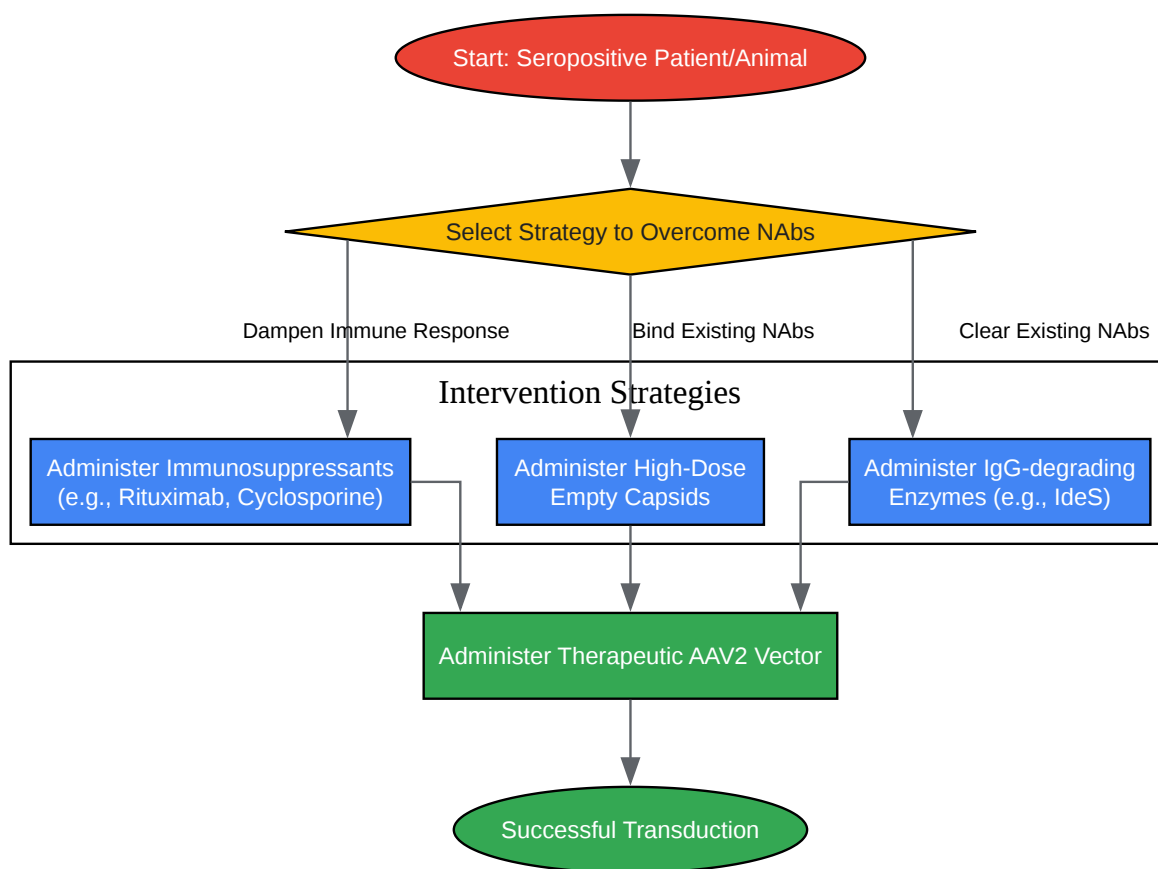 Start: Seropositive Patient/Animal
Select Strategy to Overcome NAbs
Dampen Immune Response
Bind Existing NAbs
Clear Existing NAbs
Intervention Strategies
Administer Immunosuppressants
(e.g., Rituximab, Cyclosporine)
Administer High-Dose
Empty Capsids
Administer IgG-degrading
Enzymes (e.g., IdeS)
Administer Therapeutic AAV2 Vector
Successful Transduction